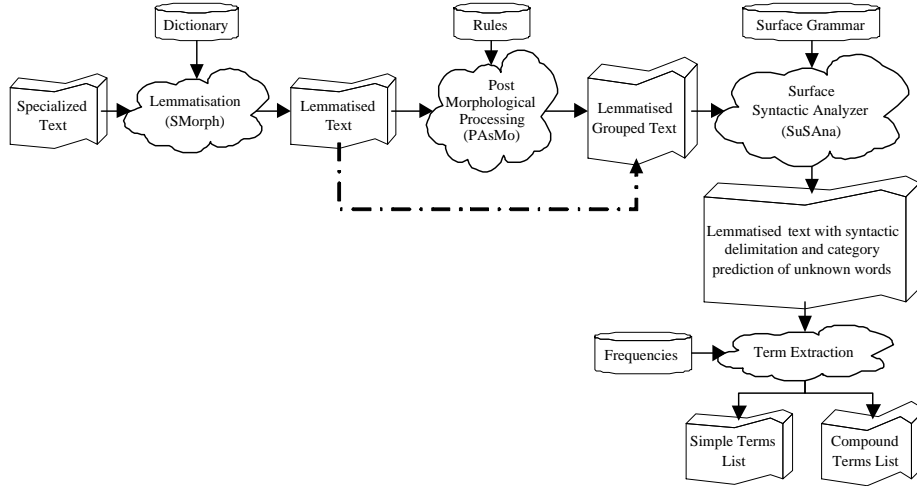 Dictionary
Rules
Surface Grammar
Specialized
Text
Lemmatisation
(SMorph)
Lemmatised
Text
Post
Morphological
Processing
(PAsMo)
Lemmatised
Grouped Text
Surface
Syntactic Analyzer
(SuSAna)
Lemmatised text with syntactic
delimitation and category
prediction of unknown words
Frequencies
Term Extraction
Simple Terms
List
Compound
Terms List